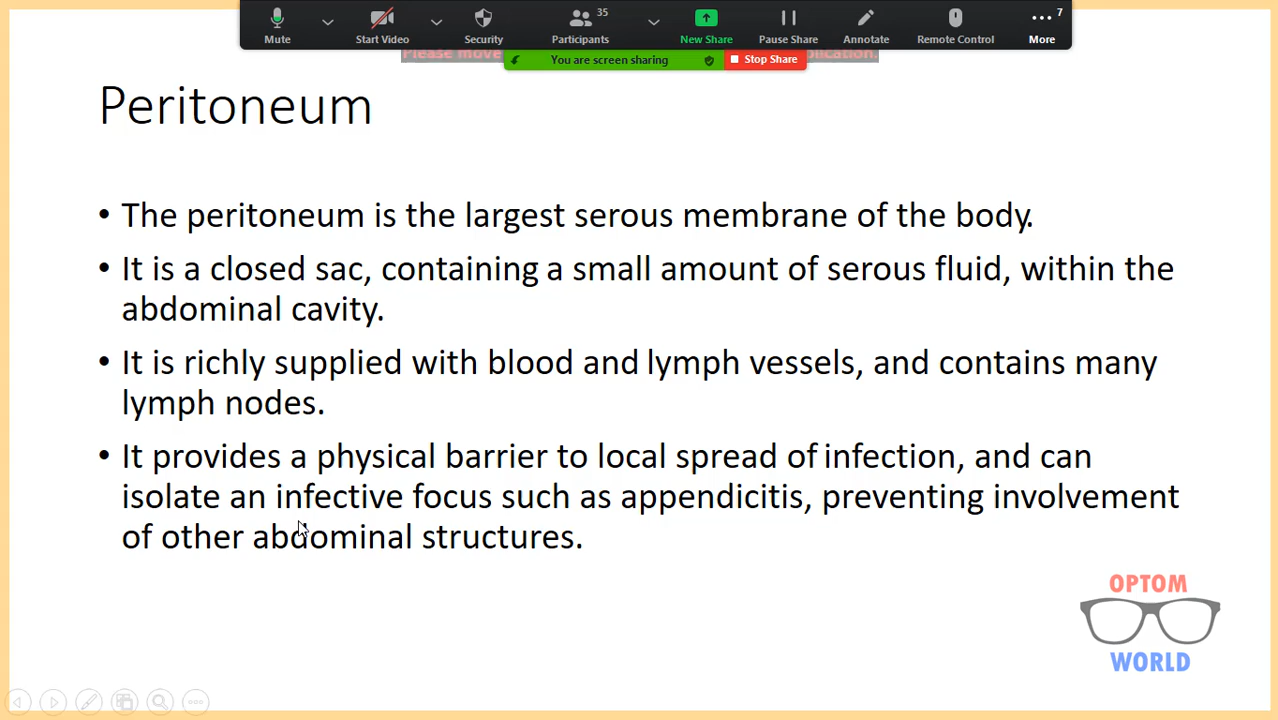 35
7
Mute
Start Video
Security
Participants
New Share
Pause Share
Annotate
Remote Control
More
Please move
You are screen sharing
Stop Share
Peritoneum
• The peritoneum is the largest serous membrane of the body.
• It is a closed sac, containing a small amount of serous fluid, within the
abdominal cavity.
• It is richly supplied with blood and lymph vessels, and contains many
lymph nodes.
• It provides a physical barrier to local spread of infection, and can
isolate an infective focus such as appendicitis, preventing involvement
of other abdominal structures.
OPTOM
WORLD